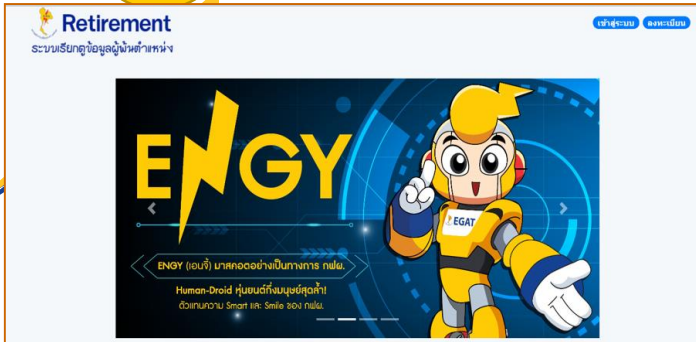 Retirement
ระบบเรียกดูข้อมูลผู้พ้นตำแหน่ง
เข้าสู่ระบบ ลงทะเบียน
ENGY
EGAT
ENGY (เอนจี้) มาสคอตอย่างเป็นทางการ กฟผ.
Human-Droid หุ่นยนต์กึ่งมนุษย์สุดล้ำ!
ตัวแทนความ Smart และ Smile ของ กฟผ.